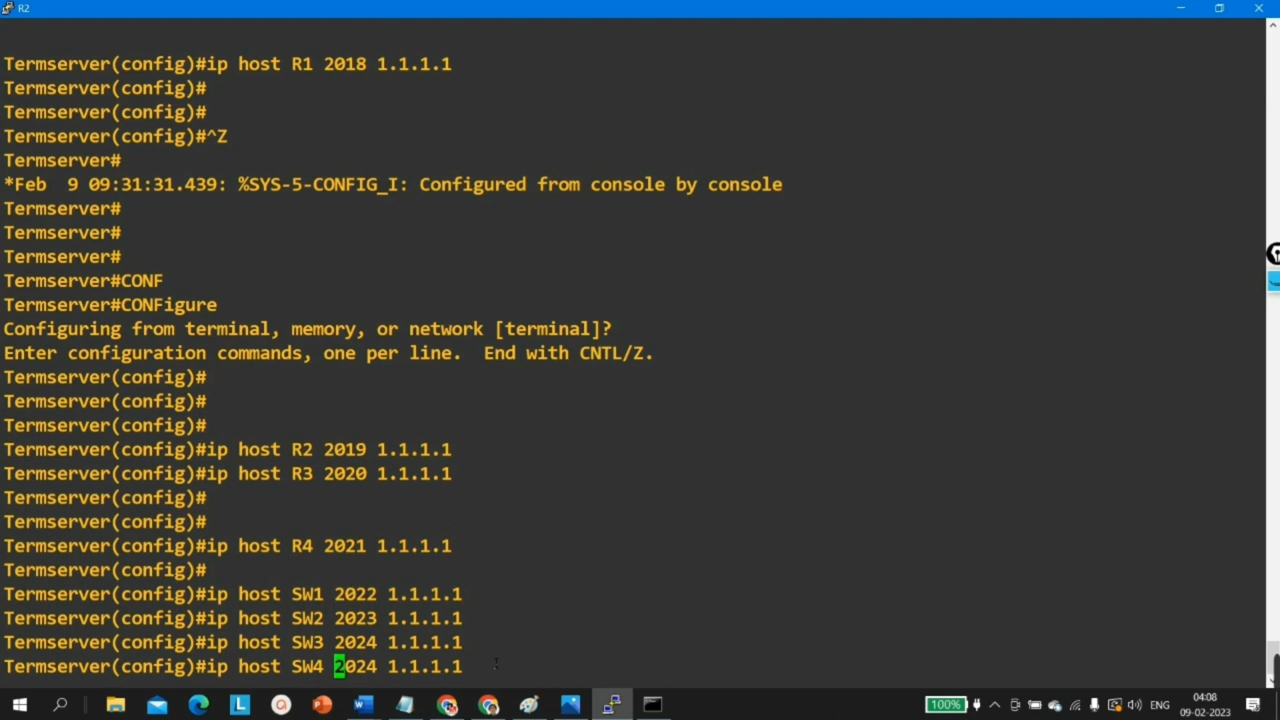 R2
Termserver(config)#ip host R1 2018 1.1.1.1
Termserver(config)#
Termserver(config)#
Termserver(config)#^Z
Termserver#
*Feb  9 09:31:31.439: %SYS-5-CONFIG_I: Configured from console by console
Termserver#
Termserver#
Termserver#
Termserver#CONF
Termserver#CONFigure
Configuring from terminal, memory, or network [terminal]?
Enter configuration commands, one per line.  End with CNTL/Z.
Termserver(config)#
Termserver(config)#
Termserver(config)#
Termserver(config)#ip host R2 2019 1.1.1.1
Termserver(config)#ip host R3 2020 1.1.1.1
Termserver(config)#
Termserver(config)#
Termserver(config)#ip host R4 2021 1.1.1.1
Termserver(config)#
Termserver(config)#ip host SW1 2022 1.1.1.1
Termserver(config)#ip host SW2 2023 1.1.1.1
Termserver(config)#ip host SW3 2024 1.1.1.1
Termserver(config)#ip host SW4 2024 1.1.1.1
100% ENG 04:08
09-02-2023